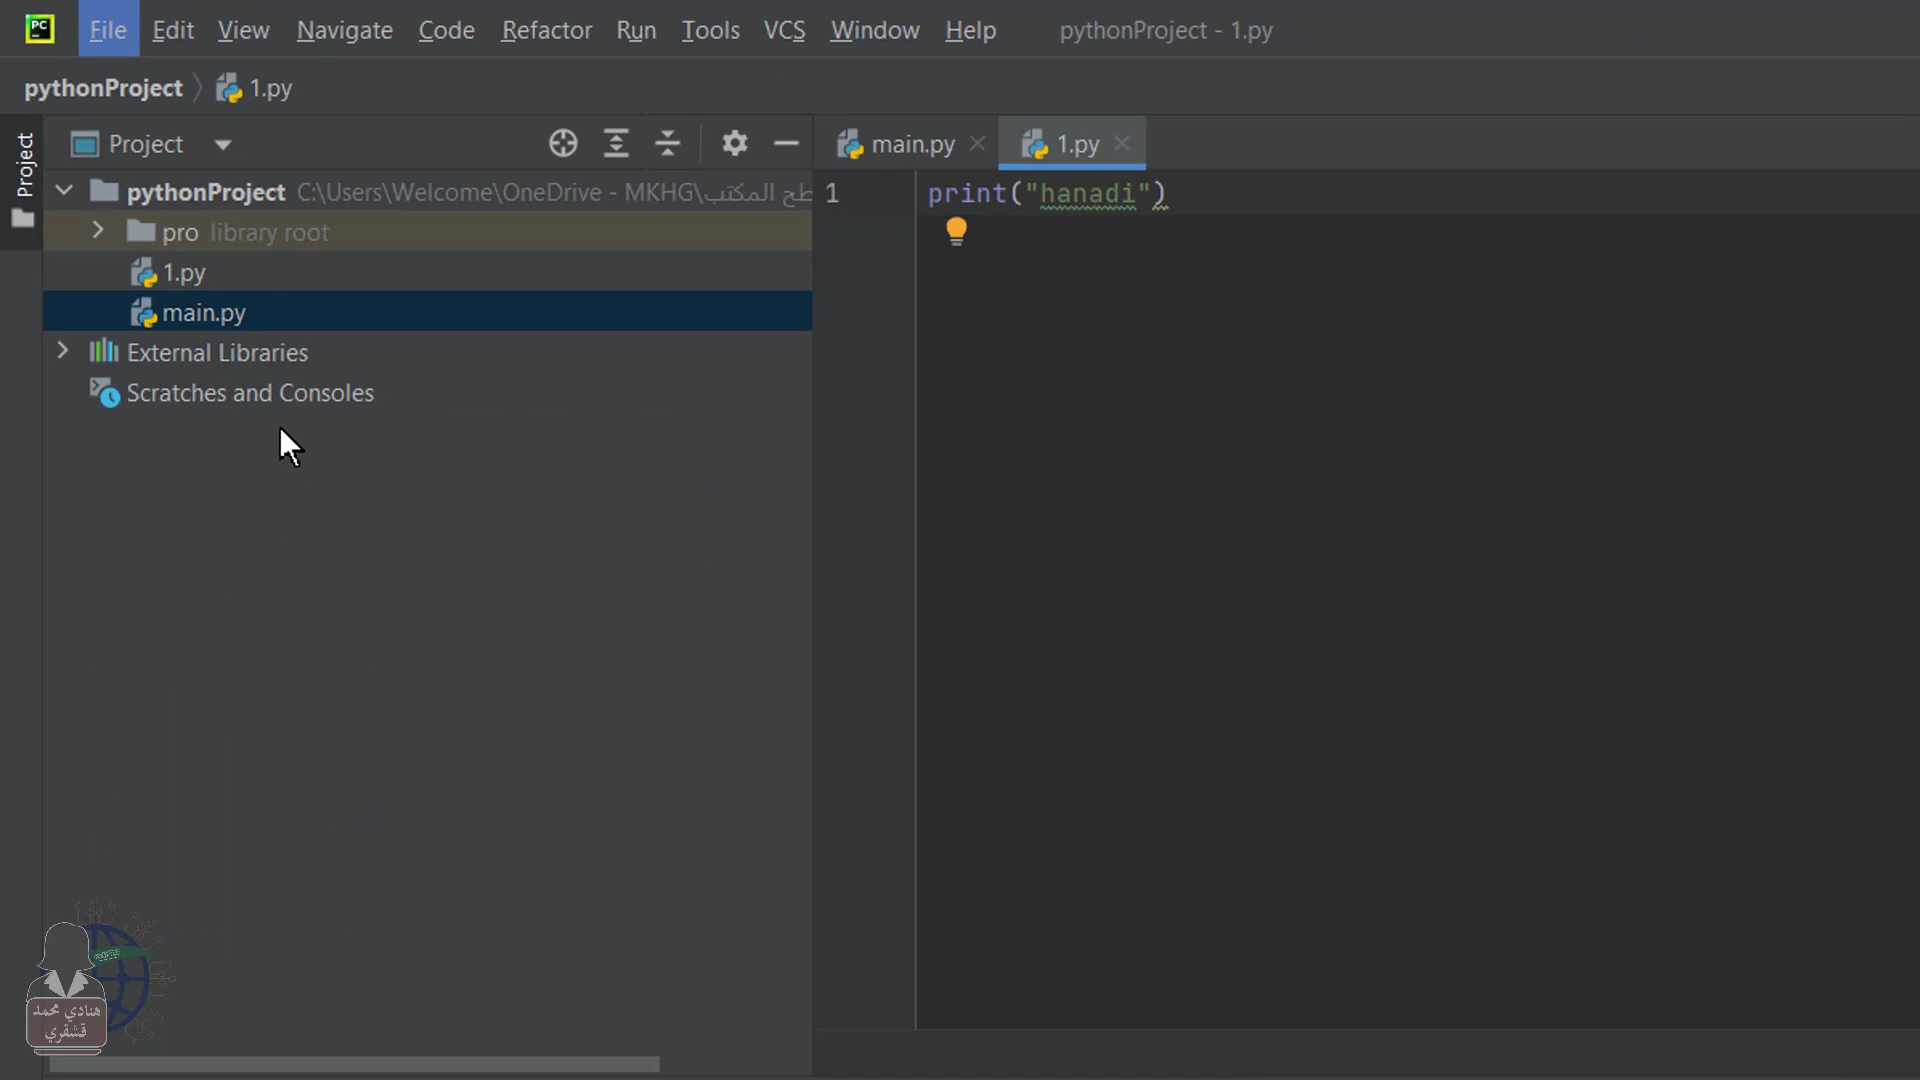 File Edit View Navigate Code Refactor Run Tools VCS Window Help pythonProject - 1.py
pythonProject 1.py
Project
Project
main.py
1.py
pythonProject C:\Users\Welcome\OneDrive - MKHG\طح المكتب
pro library root
1.py
main.py
External Libraries
Scratches and Consoles
1 print("hanadi")
هنادي محمد
قشقري